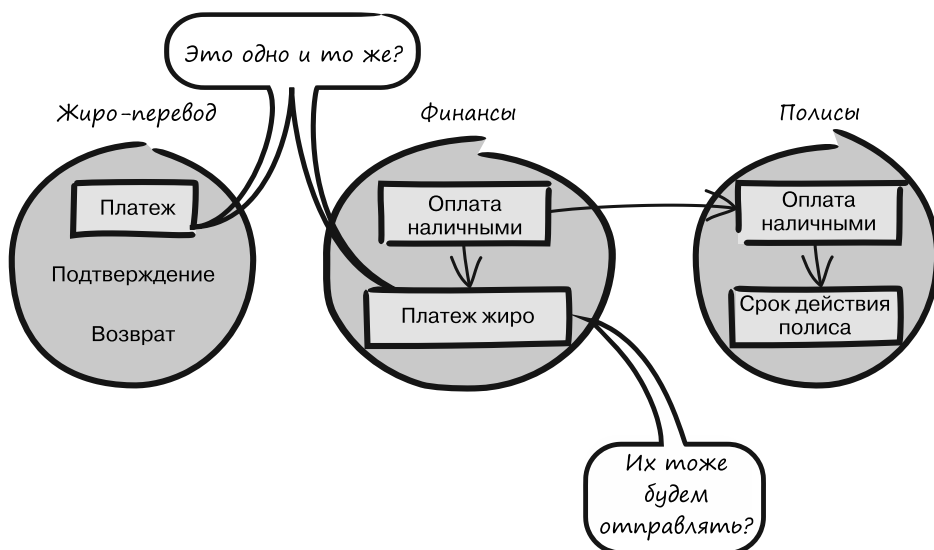 Это одно и то же?
Жиро-перевод
Финансы
Полисы
Платеж
Подтверждение
Возврат
Оплата
наличными
Платеж жиро
Оплата
наличными
Срок действия
полиса
Их тоже
будем
отправлять?